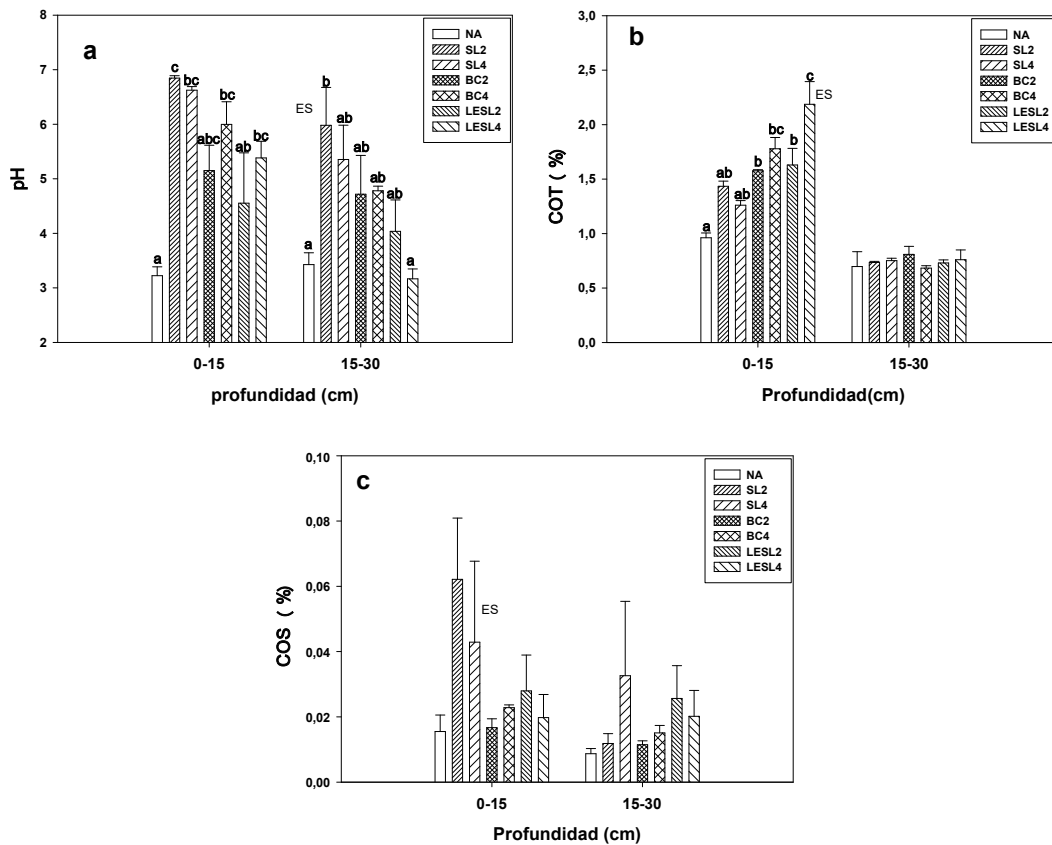 a
pH
8
7
6
5
4
3
2
NA
SL2
SL4
BC2
BC4
LESL2
LESL4
a
c
bc
abc
bc
ab
bc
ES
a
b
ab
ab
ab
ab
a
0-15
15-30
profundidad (cm)
b
COT ( %)
3,0
2,5
2,0
1,5
1,0
0,5
0,0
NA
SL2
SL4
BC2
BC4
LESL2
LESL4
a
ab
ab
b
bc
b
c
ES
0-15
15-30
Profundidad(cm)
c
COS ( %)
0,10
0,08
0,06
0,04
0,02
0,00
NA
SL2
SL4
BC2
BC4
LESL2
LESL4
ES
0-15
15-30
Profundidad (cm)